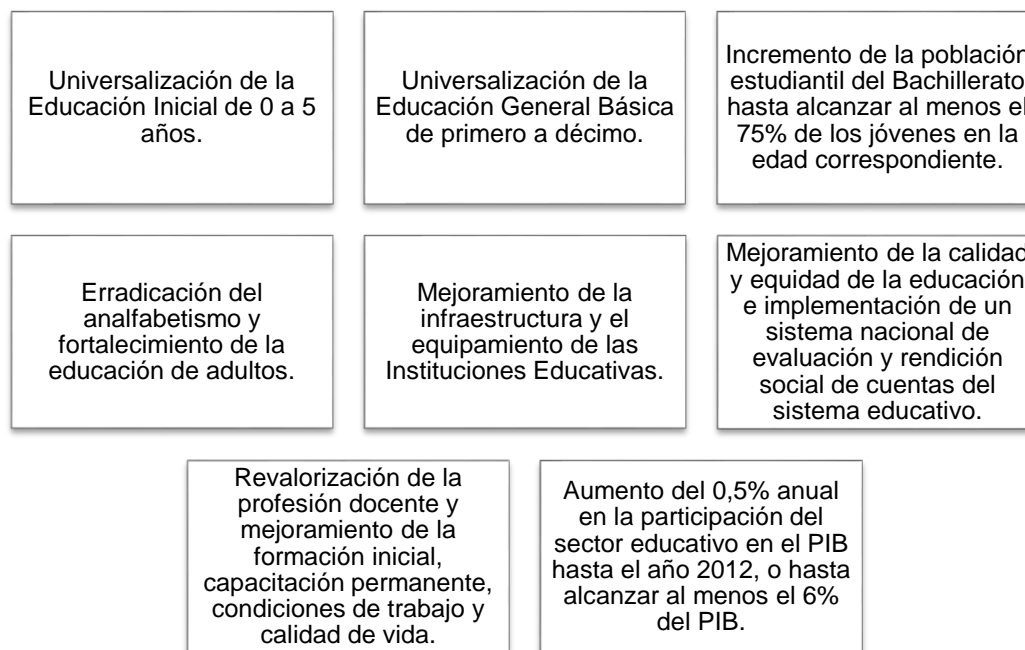 Universalización de la
Educación Inicial de 0 a 5
años.
Universalización de la
Educación General Básica
de primero a décimo.
Incremento de la población
estudiantil del Bachillerato
hasta alcanzar al menos el
75% de los jóvenes en la
edad correspondiente.
Erradicación del
analfabetismo y
fortalecimiento de la
educación de adultos.
Mejoramiento de la
infraestructura y el
equipamiento de las
Instituciones Educativas.
Mejoramiento de la calidad
y equidad de la educación
e implementación de un
sistema nacional de
evaluación y rendición
social de cuentas del
sistema educativo.
Revalorización de la
profesión docente y
mejoramiento de la
formación inicial,
capacitación permanente,
condiciones de trabajo y
calidad de vida.
Aumento del 0,5% anual
en la participación del
sector educativo en el PIB
hasta el año 2012, o hasta
alcanzar al menos el 6%
del PIB.